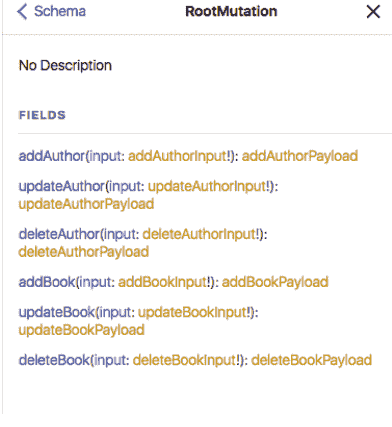 Schema
RootMutation
No Description
FIELDS
addAuthor(input: addAuthorInput!): addAuthorPayload
updateAuthor(input: updateAuthorInput!):
updateAuthorPayload
deleteAuthor(input: deleteAuthorInput!):
deleteAuthorPayload
addBook(input: addBookInput!): addBookPayload
updateBook(input: updateBookInput!):
updateBookPayload
deleteBook(input: deleteBookInput!): deleteBookPayload